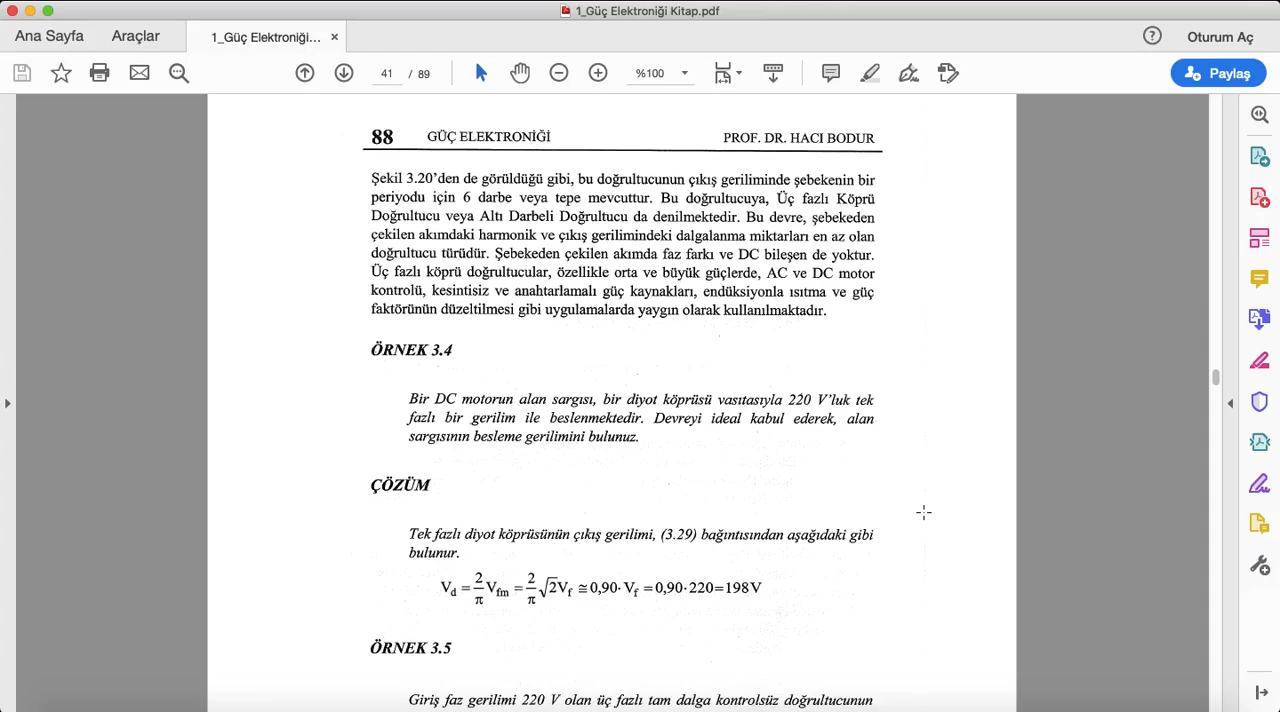 1_Güç Elektroniği Kitap.pdf
Ana Sayfa Araçlar 1_Güç Elektroniği... × Oturum Aç
41 / 89 %100 Paylaş
88 GÜÇ ELEKTRONİĞİ PROF. DR. HACI BODUR
Şekil 3.20'den de görüldüğü gibi, bu doğrultucunun çıkış geriliminde şebekenin bir
periyodu için 6 darbe veya tepe mevcuttur. Bu doğrultucuya, Üç fazlı Köprü
Doğrultucu veya Altı Darbeli Doğrultucu da denilmektedir. Bu devre, şebekeden
çekilen akımdaki harmonik ve çıkış gerilimindeki dalgalanma miktarları en az olan
doğrultucu türüdür. Şebekeden çekilen akımda faz farkı ve DC bileşen de yoktur.
Üç fazlı köprü doğrultucular, özellikle orta ve büyük güçlerde, AC ve DC motor
kontrolü, kesintisiz ve anahtarlamalı güç kaynakları, endüksiyonla ısıtma ve güç
faktörünün düzeltilmesi gibi uygulamalarda yaygın olarak kullanılmaktadır.
ÖRNEK 3.4
Bir DC motorun alan sargısı, bir diyot köprüsü vasıtasıyla 220 V'luk tek
fazlı bir gerilim ile beslenmektedir. Devreyi ideal kabul ederek, alan
sargısının besleme gerilimini bulunuz.
ÇÖZÜM
Tek fazlı diyot köprüsünün çıkış gerilimi, (3.29) bağıntısından aşağıdaki gibi
bulunur.
V_d = 2/π V_fm = 2/π √2 V_f ≅ 0,90·V_f = 0,90·220=198V
ÖRNEK 3.5
Giriş faz gerilimi 220 V olan üç fazlı tam dalga kontrolsüz doğrultucunun